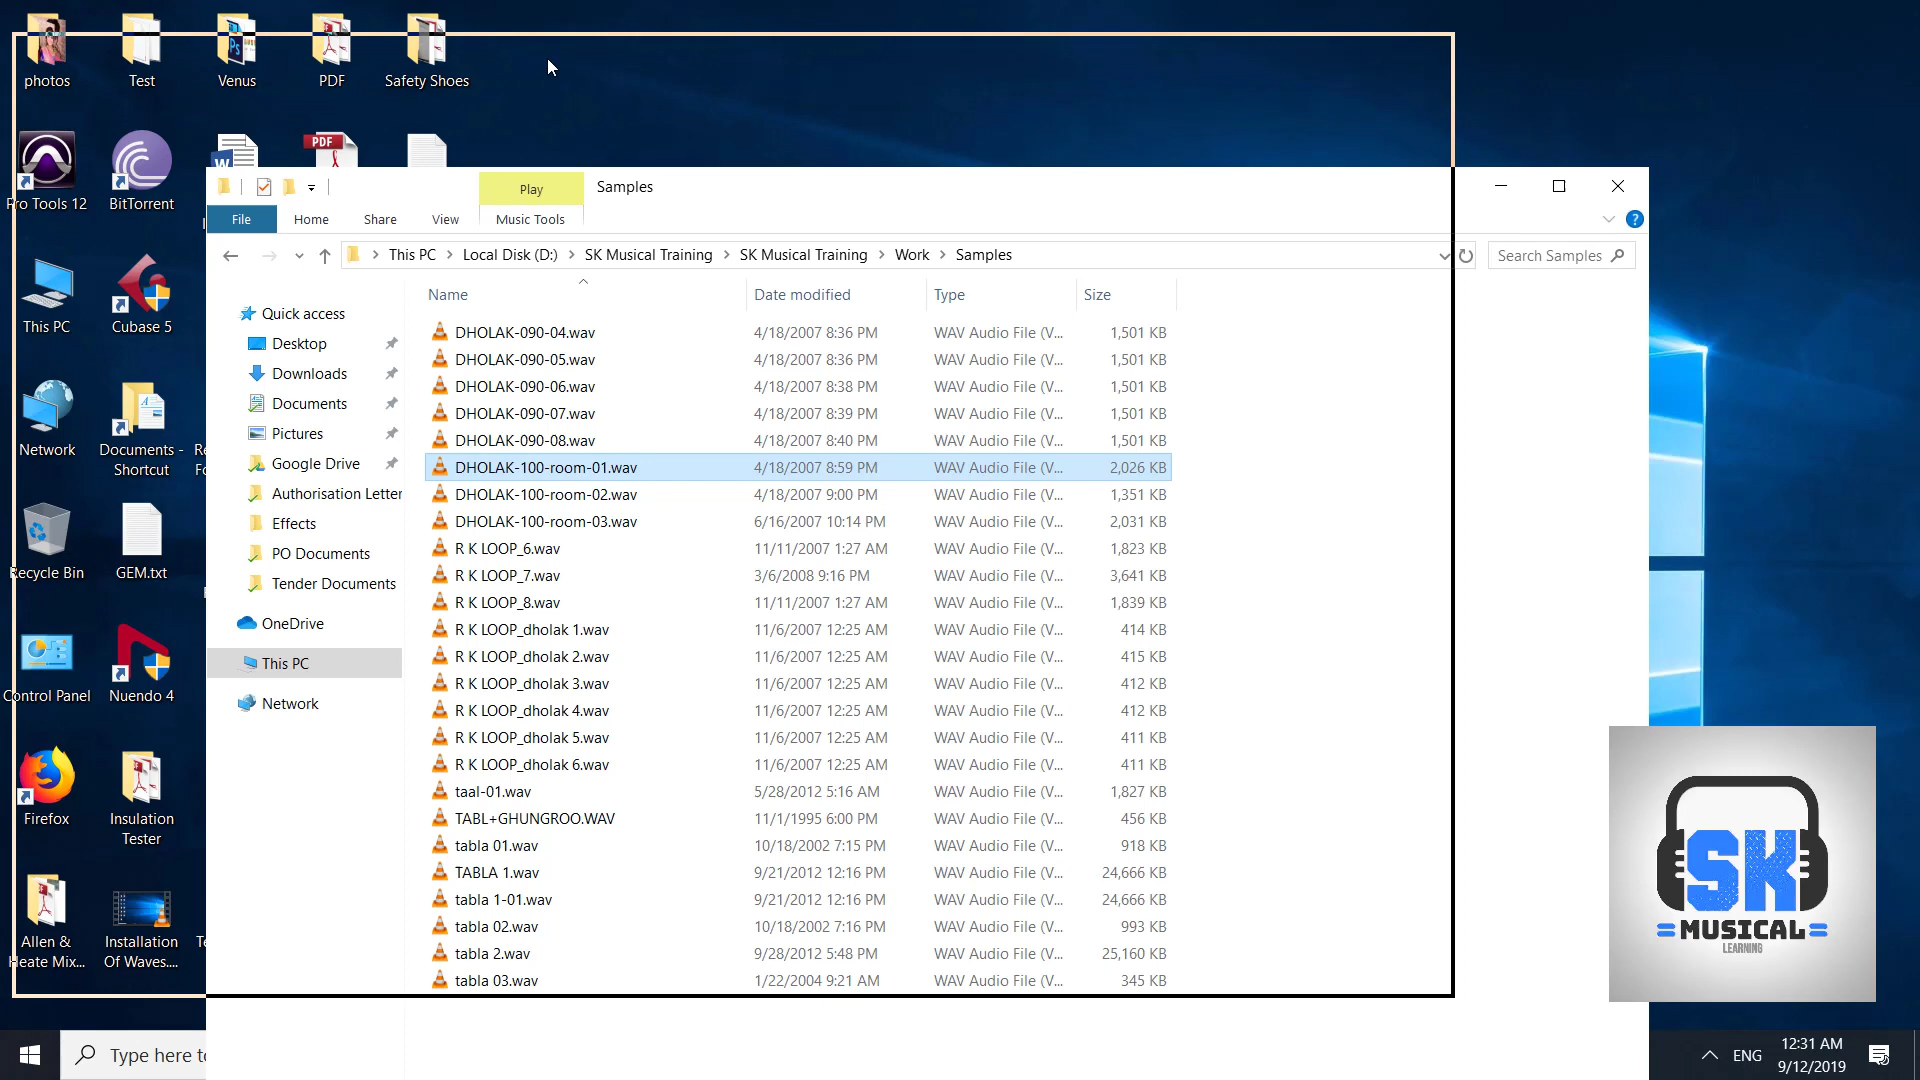 photos
Test
Venus
PDF
Safety Shoes
PDF
W
Pro Tools 12
BitTorrent
Play
Samples
File
Home
Share
View
Music Tools
This PC
Local Disk (D:)
SK Musical Training
SK Musical Training
Work
Samples
Search Samples
Name
Date modified
Type
Size
This PC
Cubase 5
Network
Documents -
Shortcut
Recycle Bin
GEM.txt
Control Panel
Nuendo 4
Firefox
Insulation
Tester
Allen &
Heate Mix...
Installation
Of Waves....
Quick access
Desktop
Downloads
Documents
Pictures
Google Drive
Authorisation Letter
Effects
PO Documents
Tender Documents
OneDrive
This PC
Network
DHOLAK-090-04.wav 4/18/2007 8:36 PM WAV Audio File (V... 1,501 KB
DHOLAK-090-05.wav 4/18/2007 8:36 PM WAV Audio File (V... 1,501 KB
DHOLAK-090-06.wav 4/18/2007 8:38 PM WAV Audio File (V... 1,501 KB
DHOLAK-090-07.wav 4/18/2007 8:39 PM WAV Audio File (V... 1,501 KB
DHOLAK-090-08.wav 4/18/2007 8:40 PM WAV Audio File (V... 1,501 KB
DHOLAK-100-room-01.wav 4/18/2007 8:59 PM WAV Audio File (V... 2,026 KB
DHOLAK-100-room-02.wav 4/18/2007 9:00 PM WAV Audio File (V... 1,351 KB
DHOLAK-100-room-03.wav 6/16/2007 10:14 PM WAV Audio File (V... 2,031 KB
R K LOOP_6.wav 11/11/2007 1:27 AM WAV Audio File (V... 1,823 KB
R K LOOP_7.wav 3/6/2008 9:16 PM WAV Audio File (V... 3,641 KB
R K LOOP_8.wav 11/11/2007 1:27 AM WAV Audio File (V... 1,839 KB
R K LOOP_dholak 1.wav 11/6/2007 12:25 AM WAV Audio File (V... 414 KB
R K LOOP_dholak 2.wav 11/6/2007 12:25 AM WAV Audio File (V... 415 KB
R K LOOP_dholak 3.wav 11/6/2007 12:25 AM WAV Audio File (V... 412 KB
R K LOOP_dholak 4.wav 11/6/2007 12:25 AM WAV Audio File (V... 412 KB
R K LOOP_dholak 5.wav 11/6/2007 12:25 AM WAV Audio File (V... 411 KB
R K LOOP_dholak 6.wav 11/6/2007 12:25 AM WAV Audio File (V... 411 KB
taal-01.wav 5/28/2012 5:16 AM WAV Audio File (V... 1,827 KB
TABL+GHUNGROO.WAV 11/1/1995 6:00 PM WAV Audio File (V... 456 KB
tabla 01.wav 10/18/2002 7:15 PM WAV Audio File (V... 918 KB
TABLA 1.wav 9/21/2012 12:16 PM WAV Audio File (V... 24,666 KB
tabla 1-01.wav 9/21/2012 12:16 PM WAV Audio File (V... 24,666 KB
tabla 02.wav 10/18/2002 7:16 PM WAV Audio File (V... 993 KB
tabla 2.wav 9/28/2012 5:48 PM WAV Audio File (V... 25,160 KB
tabla 03.wav 1/22/2004 9:21 AM WAV Audio File (V... 345 KB
SK
MUSICAL
LEARNING
Type here to
ENG
12:31 AM
9/12/2019